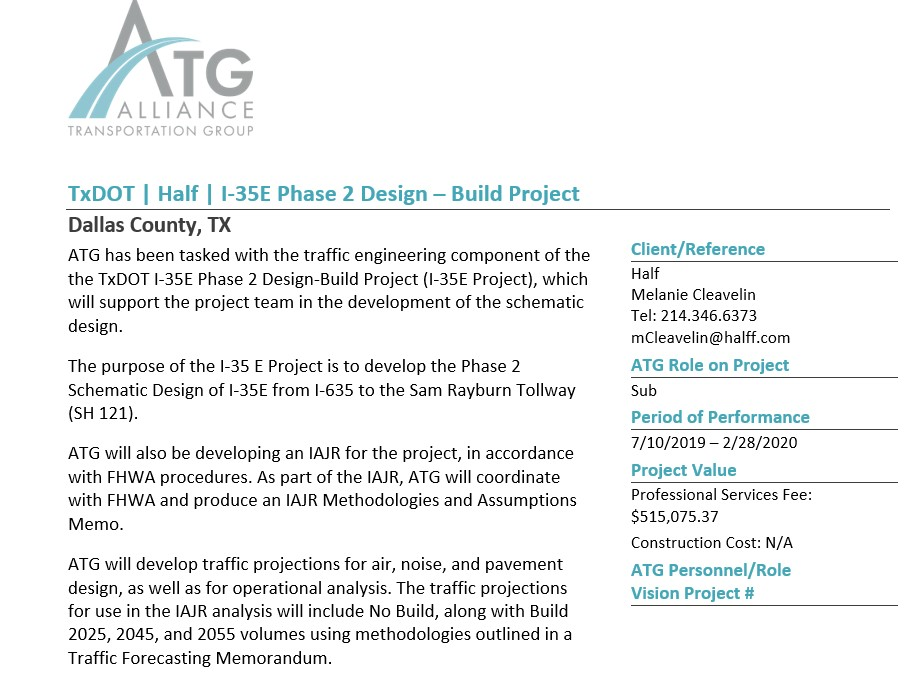 ATG
ALLIANCE
TRANSPORTATION GROUP
TxDOT | Half | I-35E Phase 2 Design – Build Project
Dallas County, TX
ATG has been tasked with the traffic engineering component of the
the TxDOT I-35E Phase 2 Design-Build Project (I-35E Project), which
will support the project team in the development of the schematic
design.
The purpose of the I-35 E Project is to develop the Phase 2
Schematic Design of I-35E from I-635 to the Sam Rayburn Tollway
(SH 121).
ATG will also be developing an IAJR for the project, in accordance
with FHWA procedures. As part of the IAJR, ATG will coordinate
with FHWA and produce an IAJR Methodologies and Assumptions
Memo.
ATG will develop traffic projections for air, noise, and pavement
design, as well as for operational analysis. The traffic projections
for use in the IAJR analysis will include No Build, along with Build
2025, 2045, and 2055 volumes using methodologies outlined in a
Traffic Forecasting Memorandum.
Client/Reference
Half
Melanie Cleavelin
Tel: 214.346.6373
mCleavelin@halff.com
ATG Role on Project
Sub
Period of Performance
7/10/2019 – 2/28/2020
Project Value
Professional Services Fee:
$515,075.37
Construction Cost: N/A
ATG Personnel/Role
Vision Project #